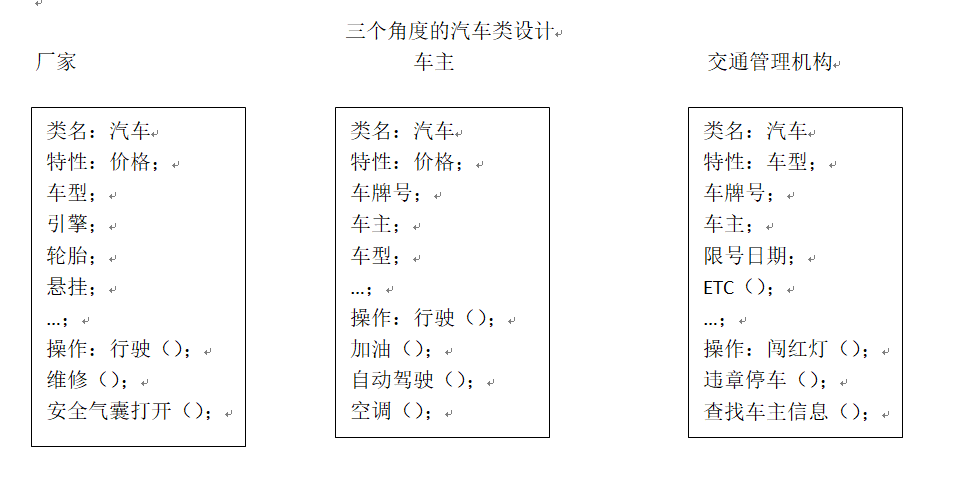 三个角度的汽车类设计
厂家
车主
交通管理机构
类名：汽车
特性：价格；
车型；
引擎；
轮胎；
悬挂；
...；
操作：行驶（）；
维修（）；
安全气囊打开（）；
类名：汽车
特性：价格；
车牌号；
车主；
车型；
...；
操作：行驶（）；
加油（）；
自动驾驶（）；
空调（）；
类名：汽车
特性：车型；
车牌号；
车主；
限号日期；
ETC（）；
...；
操作：闯红灯（）；
违章停车（）；
查找车主信息（）；